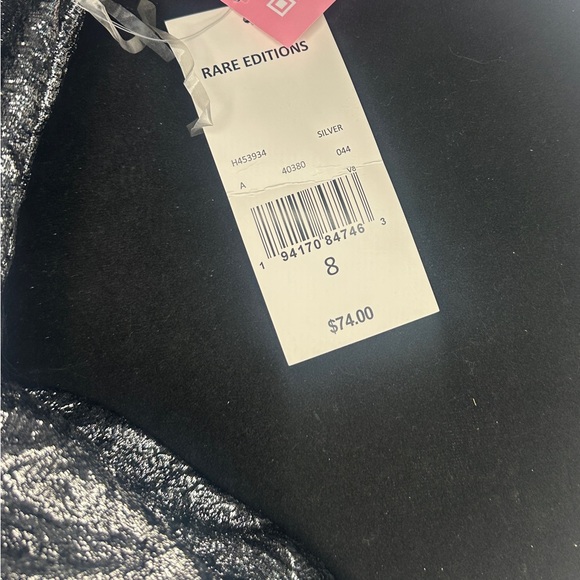 RARE EDITIONS
SILVER
H453934
044
40380
A
V8
1 94170 84746 3
8
$74.00